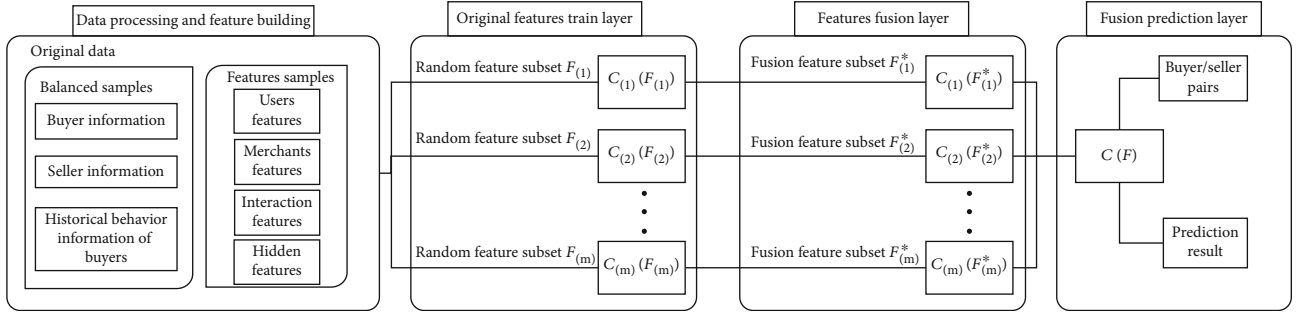 Data processing and feature building
Original data
Balanced samples
Buyer information
Seller information
Historical behavior
information of
buyers
Features samples
Users
features
Merchants
features
Interaction
features
Hidden
features
Original features train layer
Random feature subset F(1)
C(1) (F(1))
Random feature subset F(2)
C(2) (F(2))
Random feature subset F(m)
C(m) (F(m))
Features fusion layer
Fusion feature subset F*(1)
C(1) (F*(1))
Fusion feature subset F*(2)
C(2) (F*(2))
Fusion feature subset F*(m)
C(m) (F*(m))
Fusion prediction layer
Buyer/seller
pairs
C (F)
Prediction
result